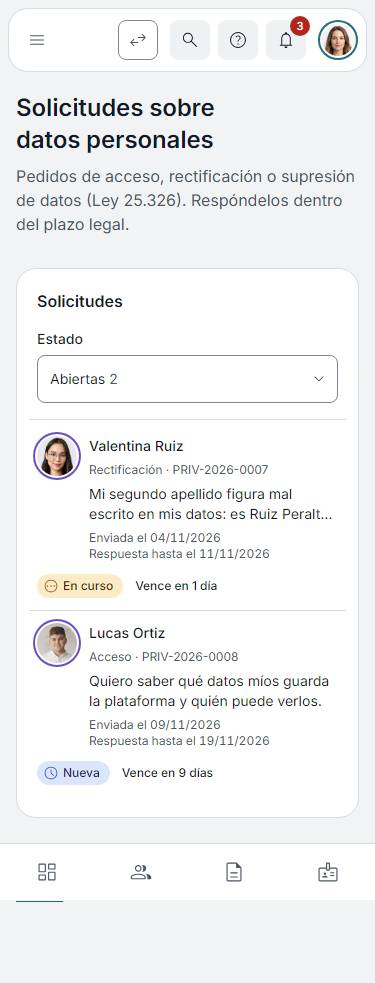 3
Solicitudes sobre
datos personales
Pedidos de acceso, rectificación o supresión
de datos (Ley 25.326). Respóndelos dentro
del plazo legal.
Solicitudes
Estado
Abiertas 2
Valentina Ruiz
Rectificación · PRIV-2026-0007
Mi segundo apellido figura mal
escrito en mis datos: es Ruiz Peralt…
Enviada el 04/11/2026
Respuesta hasta el 11/11/2026
En curso Vence en 1 día
Lucas Ortiz
Acceso · PRIV-2026-0008
Quiero saber qué datos míos guarda
la plataforma y quién puede verlos.
Enviada el 09/11/2026
Respuesta hasta el 19/11/2026
Nueva Vence en 9 días